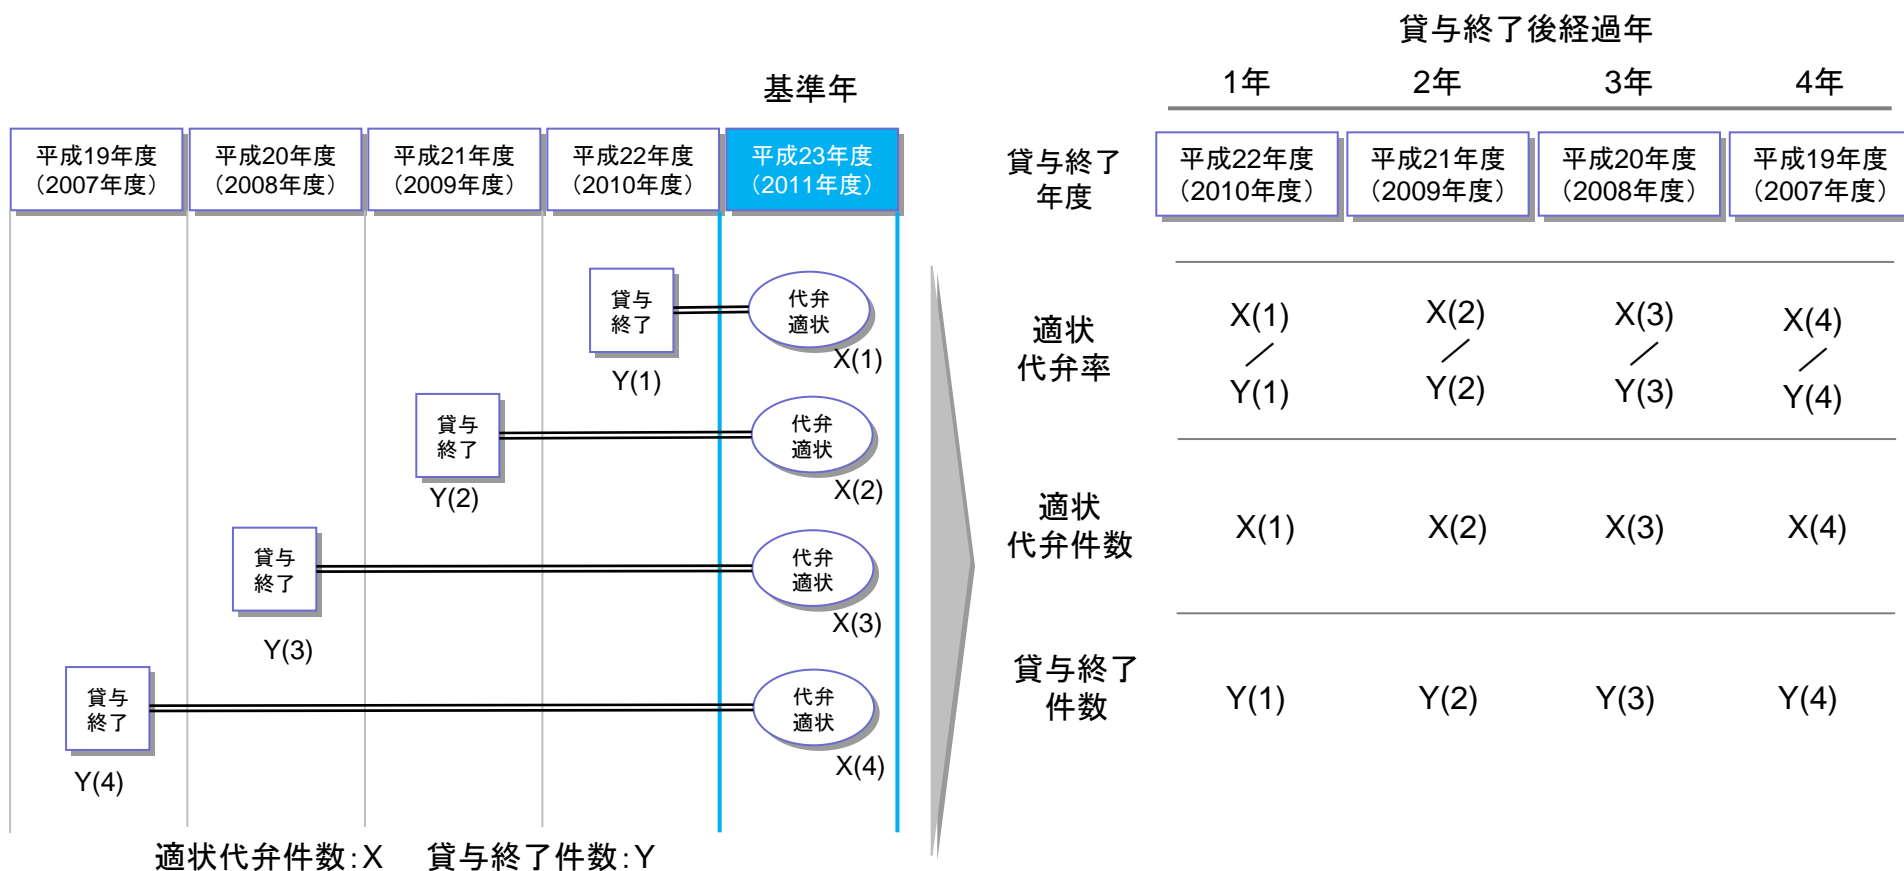 基準年
平成19年度
（2007年度）
平成20年度
（2008年度）
平成21年度
（2009年度）
平成22年度
（2010年度）
平成23年度
（2011年度）
貸与
終了
Y(1)
代弁
適状
X(1)
貸与
終了
Y(2)
代弁
適状
X(2)
貸与
終了
Y(3)
代弁
適状
X(3)
貸与
終了
Y(4)
代弁
適状
X(4)
適状代弁件数：X 貸与終了件数：Y
貸与終了後経過年
1年 2年 3年 4年
貸与終了
年度
平成22年度
（2010年度）
平成21年度
（2009年度）
平成20年度
（2008年度）
平成19年度
（2007年度）
適状
代弁率
X(1)
／
Y(1)
X(2)
／
Y(2)
X(3)
／
Y(3)
X(4)
／
Y(4)
適状
代弁件数
X(1) X(2) X(3) X(4)
貸与終了
件数
Y(1) Y(2) Y(3) Y(4)